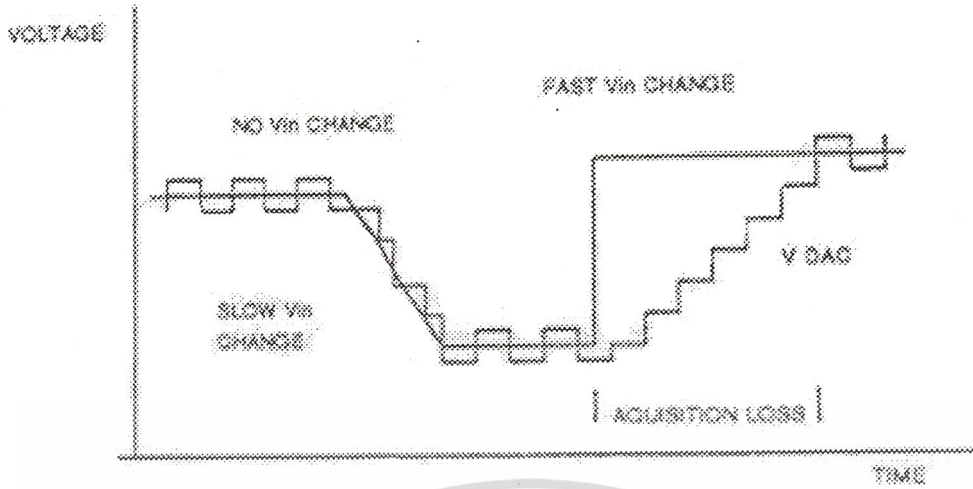 VOLTAGE
FAST Vin CHANGE
NO Vin CHANGE
V DAC
SLOW Vin
CHANGE
AQUISITION LOSS
TIME